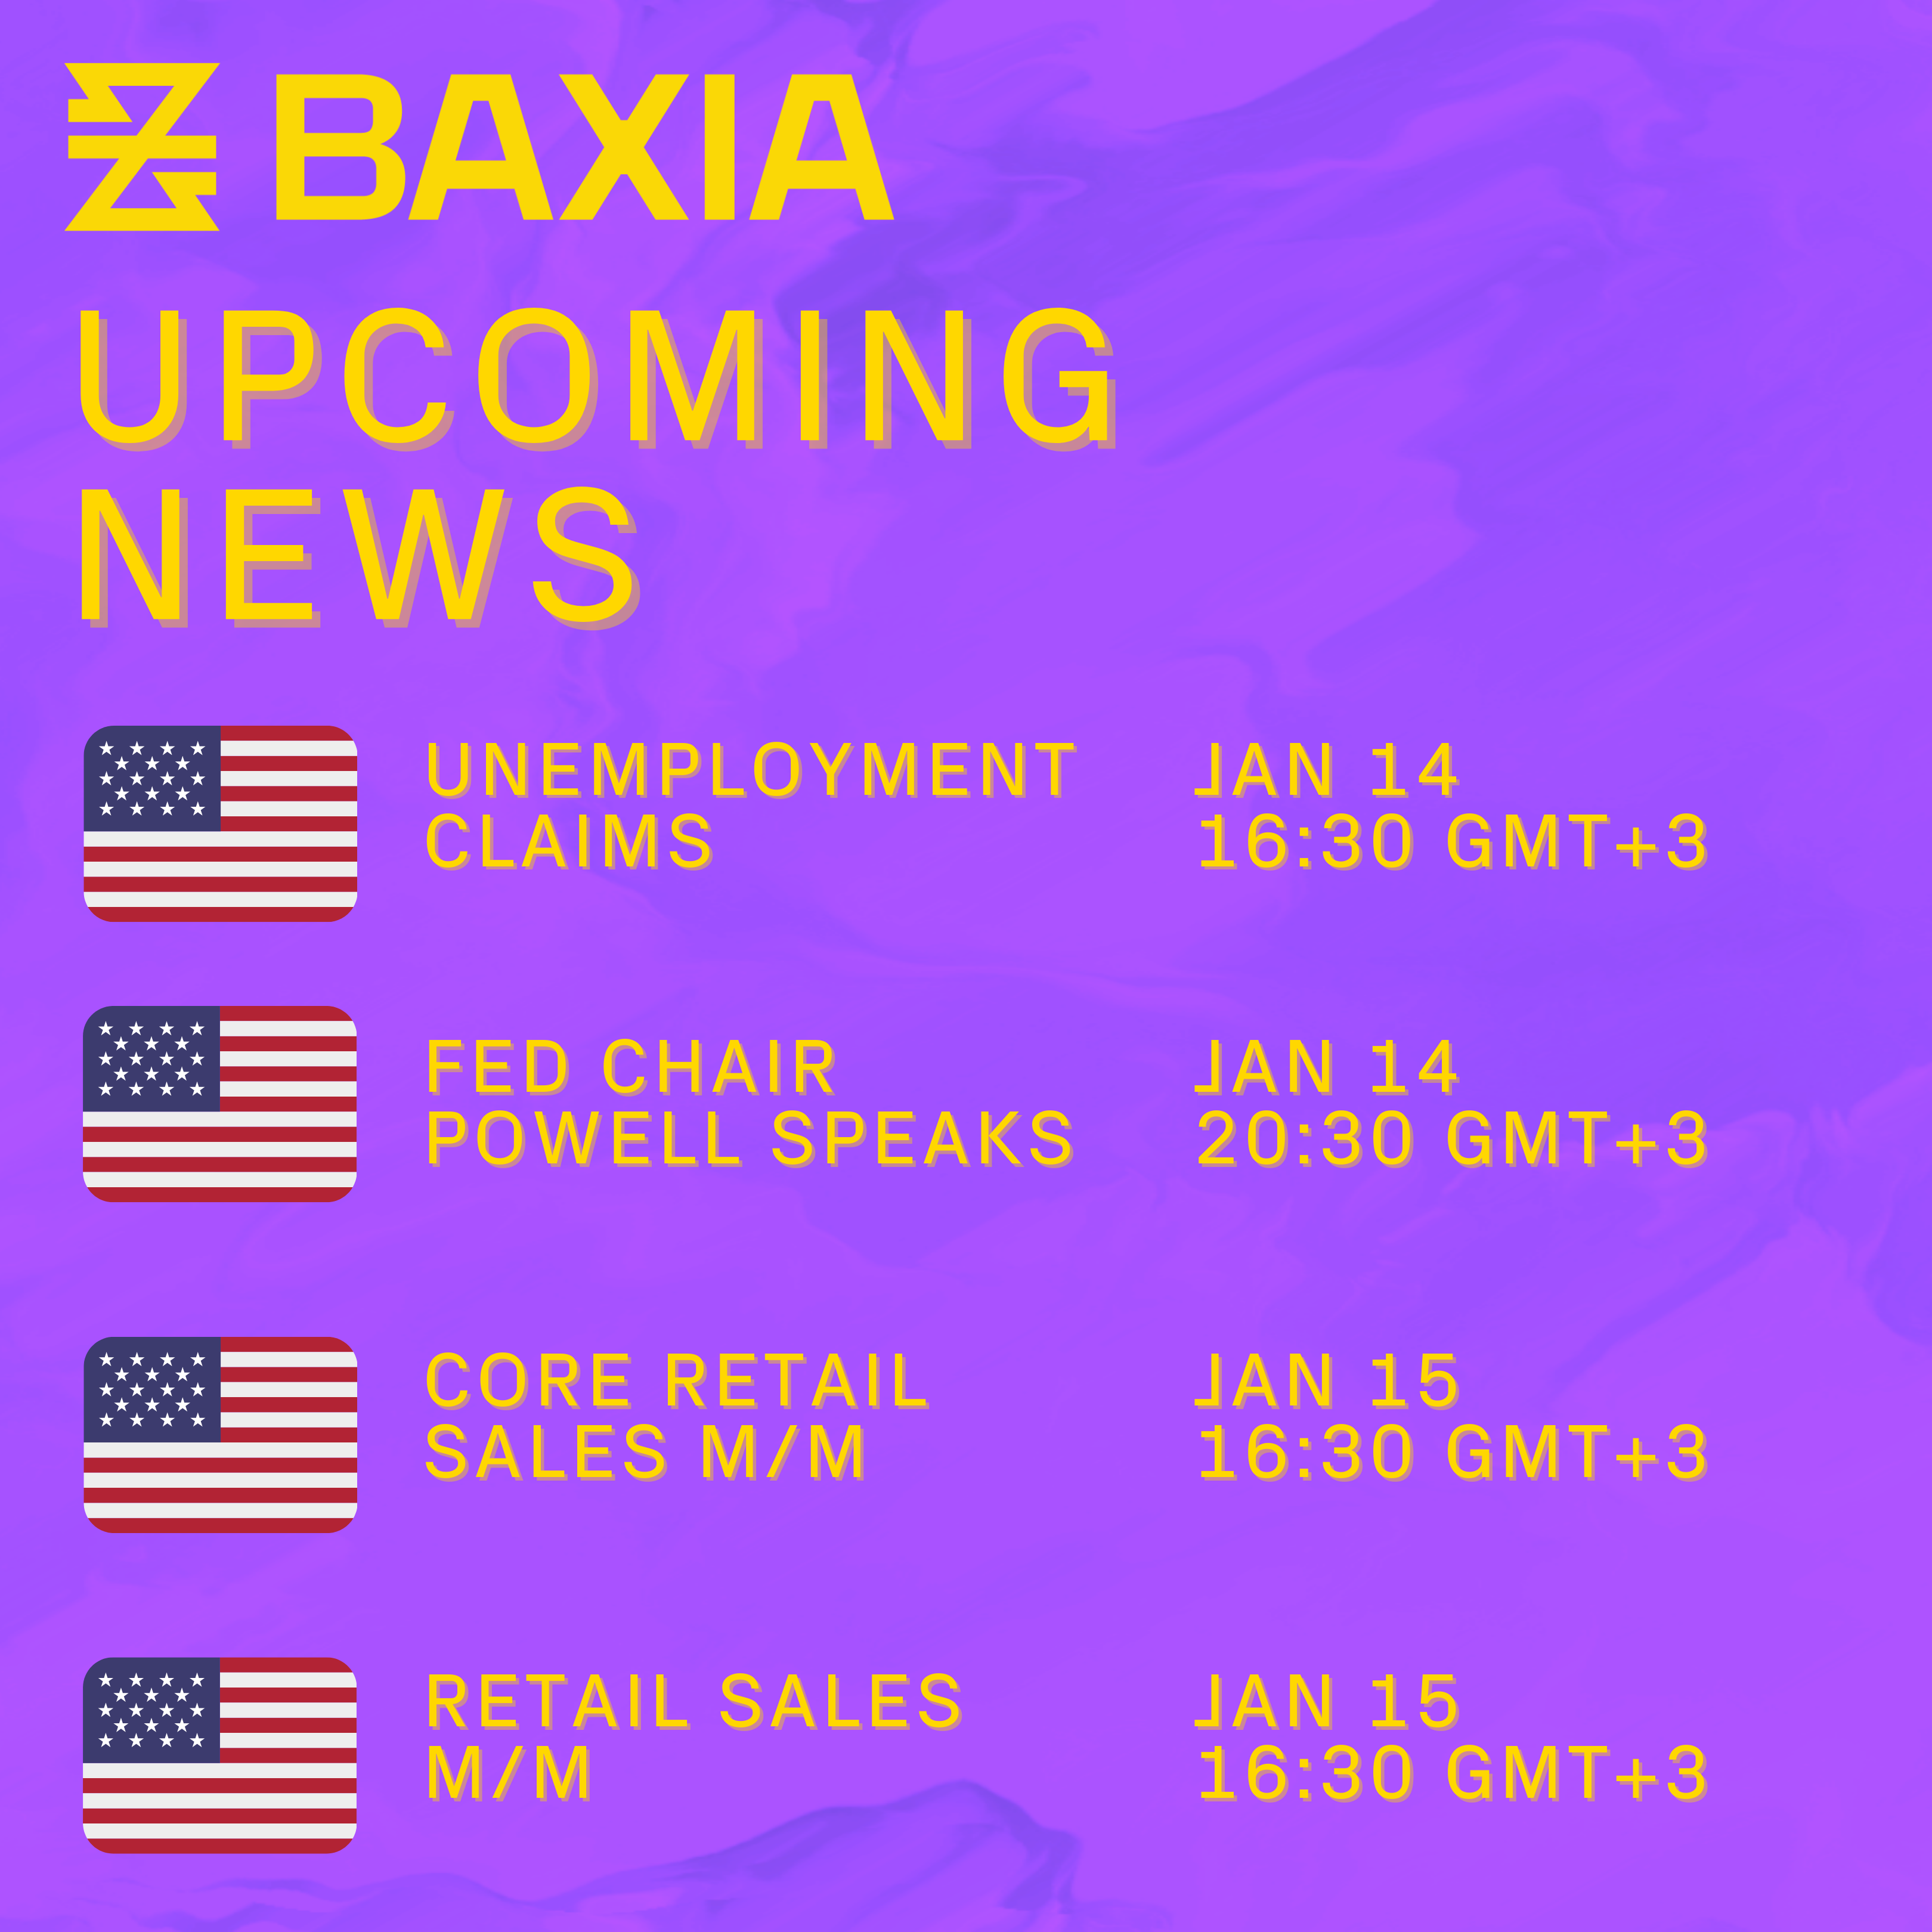 BAXIA
UPCOMING
NEWS
UNEMPLOYMENT
CLAIMS
JAN 14
16:30 GMT+3
FED CHAIR
POWELL SPEAKS
JAN 14
20:30 GMT+3
CORE RETAIL
SALES M/M
JAN 15
16:30 GMT+3
RETAIL SALES
M/M
JAN 15
16:30 GMT+3